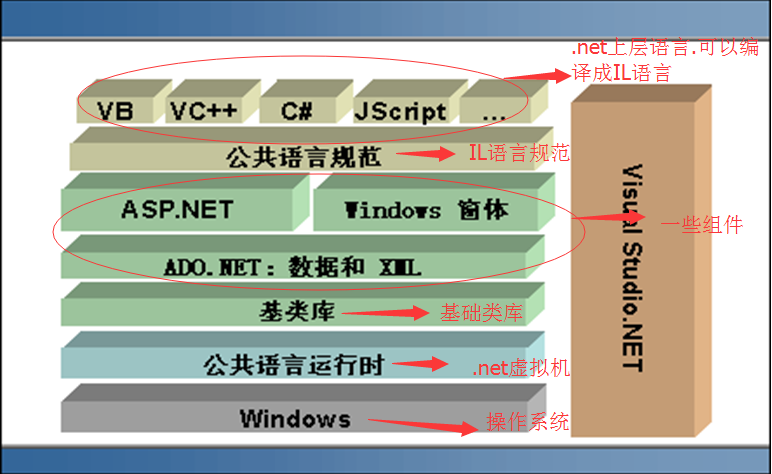 .net上层语言.可以编
译成IL语言
VB
VC++
C#
JScript
...
公共语言规范
IL语言规范
ASP.NET
Windows 窗体
一些组件
ADO.NET: 数据和 XML
基类库
基础类库
公共语言运行时
.net虚拟机
Windows
操作系统
Visual Studio.NET